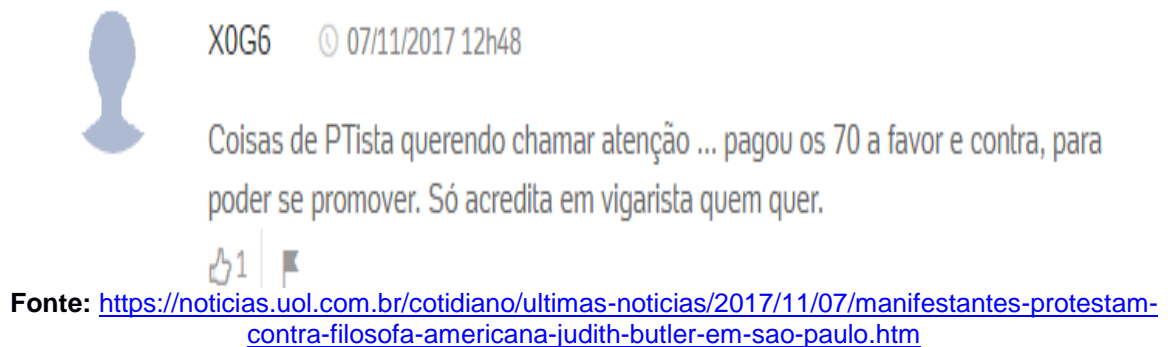 X0G6 07/11/2017 12h48
Coisas de PTista querendo chamar atenção ... pagou os 70 a favor e contra, para
poder se promover. Só acredita em vigarista quem quer.
1
Fonte: https://noticias.uol.com.br/cotidiano/ultimas-noticias/2017/11/07/manifestantes-protestam-
contra-filosofa-americana-judith-butler-em-sao-paulo.htm